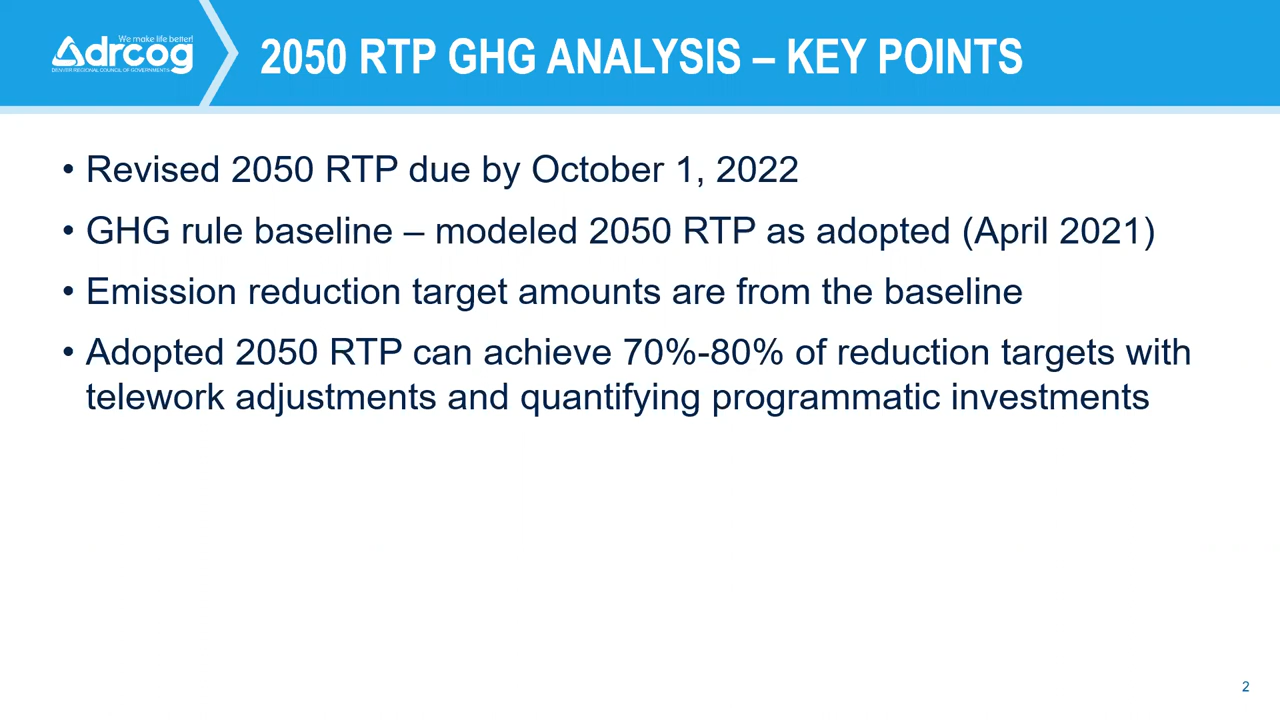 We make life better!
drcog
DENVER REGIONAL COUNCIL OF GOVERNMENTS
2050 RTP GHG ANALYSIS – KEY POINTS
• Revised 2050 RTP due by October 1, 2022
• GHG rule baseline – modeled 2050 RTP as adopted (April 2021)
• Emission reduction target amounts are from the baseline
• Adopted 2050 RTP can achieve 70%-80% of reduction targets with
telework adjustments and quantifying programmatic investments
2